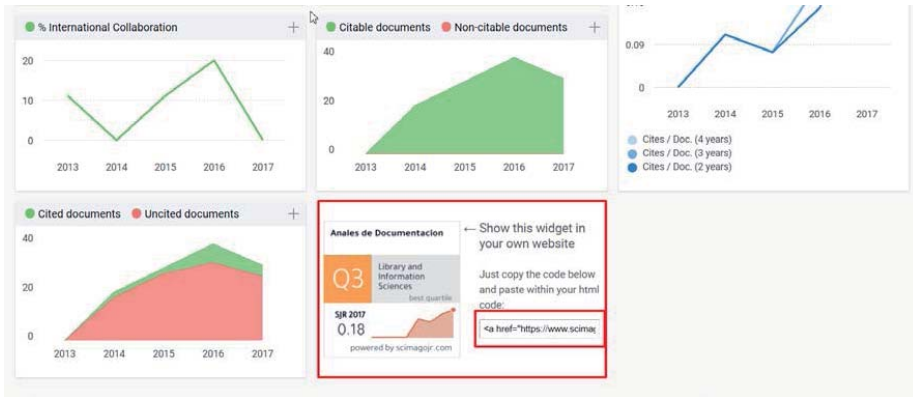 % International Collaboration
+
20
10
0
2013 2014 2015 2016 2017
Citable documents Non-citable documents
+
40
20
0
2013 2014 2015 2016 2017
0.09
0
2013 2014 2015 2016 2017
Cites / Doc. (4 years)
Cites / Doc. (3 years)
Cites / Doc. (2 years)
Cited documents Uncited documents
+
40
20
0
2013 2014 2015 2016 2017
Anales de Documentacion
Q3
Library and
Information
Sciences
best quartile
SJR 2017
0.18
powered by scimagojr.com
← Show this widget in
your own website
Just copy the code below
and paste within your html
code:
<a href="https://www.scimag